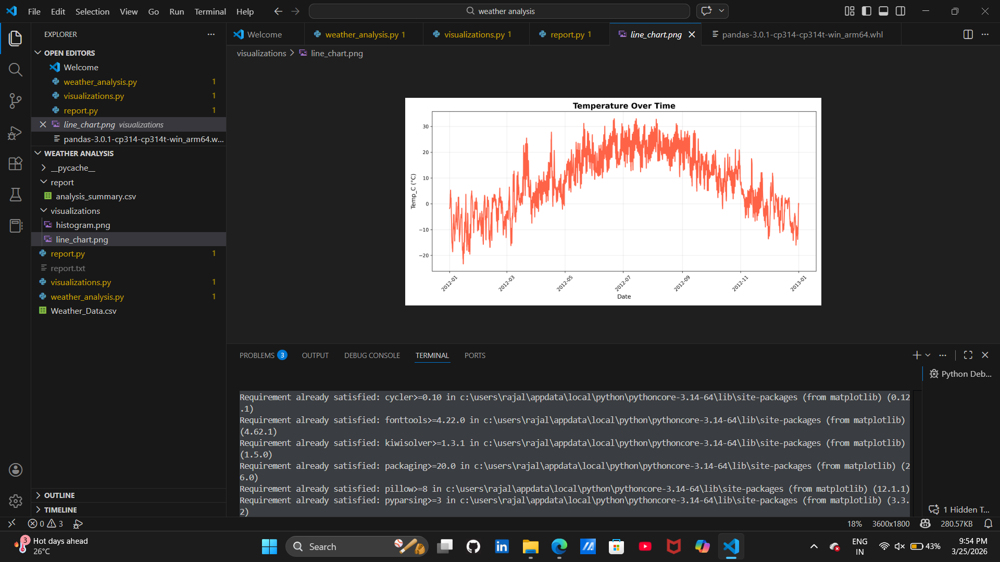 File Edit Selection View Go Run Terminal Help
weather analysis
EXPLORER
OPEN EDITORS
Welcome
weather_analysis.py 1
visualizations.py 1
report.py 1
line_chart.png visualizations
pandas-3.0.1-cp314-cp314t-win_arm64.w...
WEATHER ANALYSIS
__pycache__
report
analysis_summary.csv
visualizations
histogram.png
line_chart.png
report.py 1
report.txt
visualizations.py 1
weather_analysis.py 1
Weather_Data.csv
OUTLINE
TIMELINE
Welcome weather_analysis.py 1 visualizations.py 1 report.py 1 line_chart.png pandas-3.0.1-cp314-cp314t-win_arm64.whl
visualizations line_chart.png
Temperature Over Time
30
20
10
0
−10
−20
Temp_C (°C)
2012-01 2012-03 2012-05 2012-07 2012-09 2012-11 2013-01
Date
PROBLEMS 3 OUTPUT DEBUG CONSOLE TERMINAL PORTS
Python Deb...
Requirement already satisfied: cycler>=0.10 in c:\users\rajal\appdata\local\python\pythoncore-3.14-64\lib\site-packages (from matplotlib) (0.12
.1)
Requirement already satisfied: fonttools>=4.22.0 in c:\users\rajal\appdata\local\python\pythoncore-3.14-64\lib\site-packages (from matplotlib)
(4.62.1)
Requirement already satisfied: kiwisolver>=1.3.1 in c:\users\rajal\appdata\local\python\pythoncore-3.14-64\lib\site-packages (from matplotlib)
(1.5.0)
Requirement already satisfied: packaging>=20.0 in c:\users\rajal\appdata\local\python\pythoncore-3.14-64\lib\site-packages (from matplotlib) (2
6.0)
Requirement already satisfied: pillow>=8 in c:\users\rajal\appdata\local\python\pythoncore-3.14-64\lib\site-packages (from matplotlib) (12.1.1)
Requirement already satisfied: pyparsing>=3 in c:\users\rajal\appdata\local\python\pythoncore-3.14-64\lib\site-packages (from matplotlib) (3.3.
2)
1 Hidden T...
0 3
18% 3600x1800 280.57KB
3
Hot days ahead
26°C
Search
ENG
IN
43%
9:54 PM
3/25/2026